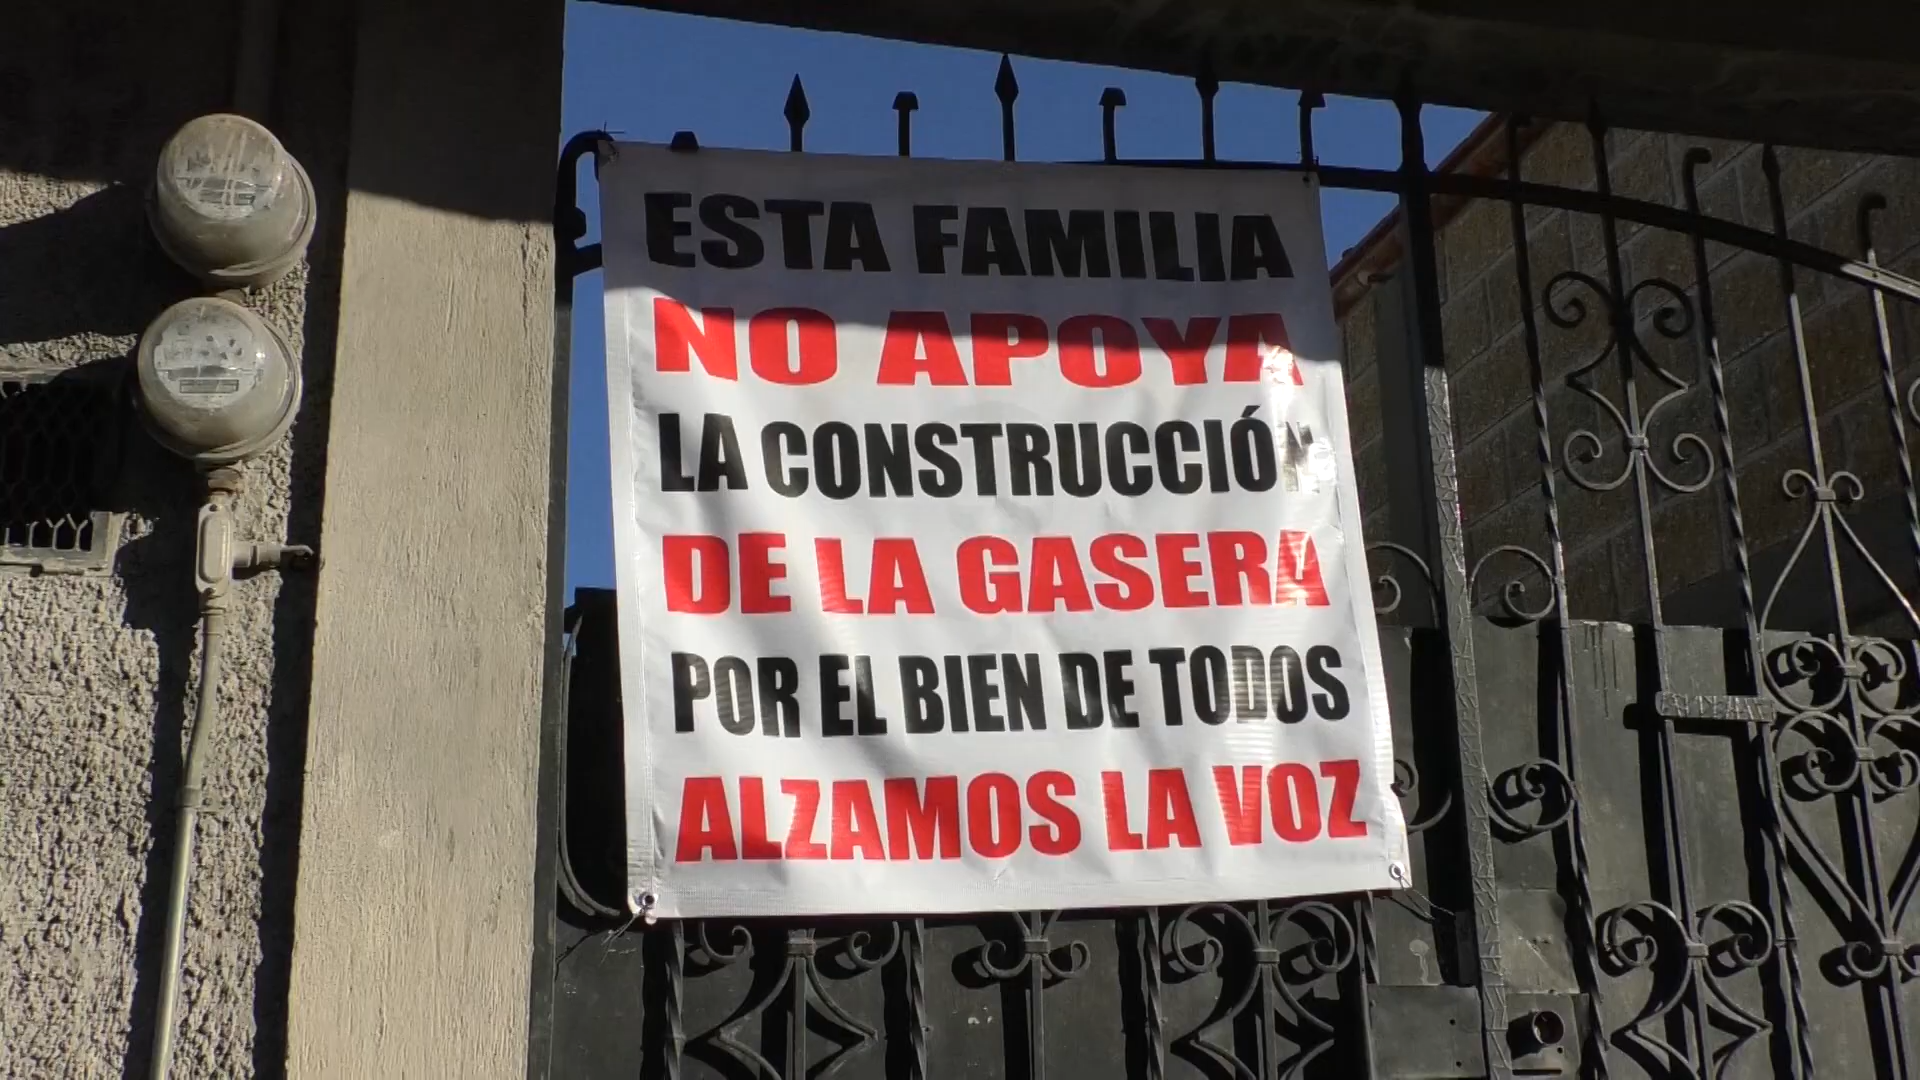 ESTA FAMILIA
NO APOYA
LA CONSTRUCCIÓN
DE LA GASERA
POR EL BIEN DE TODOS
ALZAMOS LA VOZ